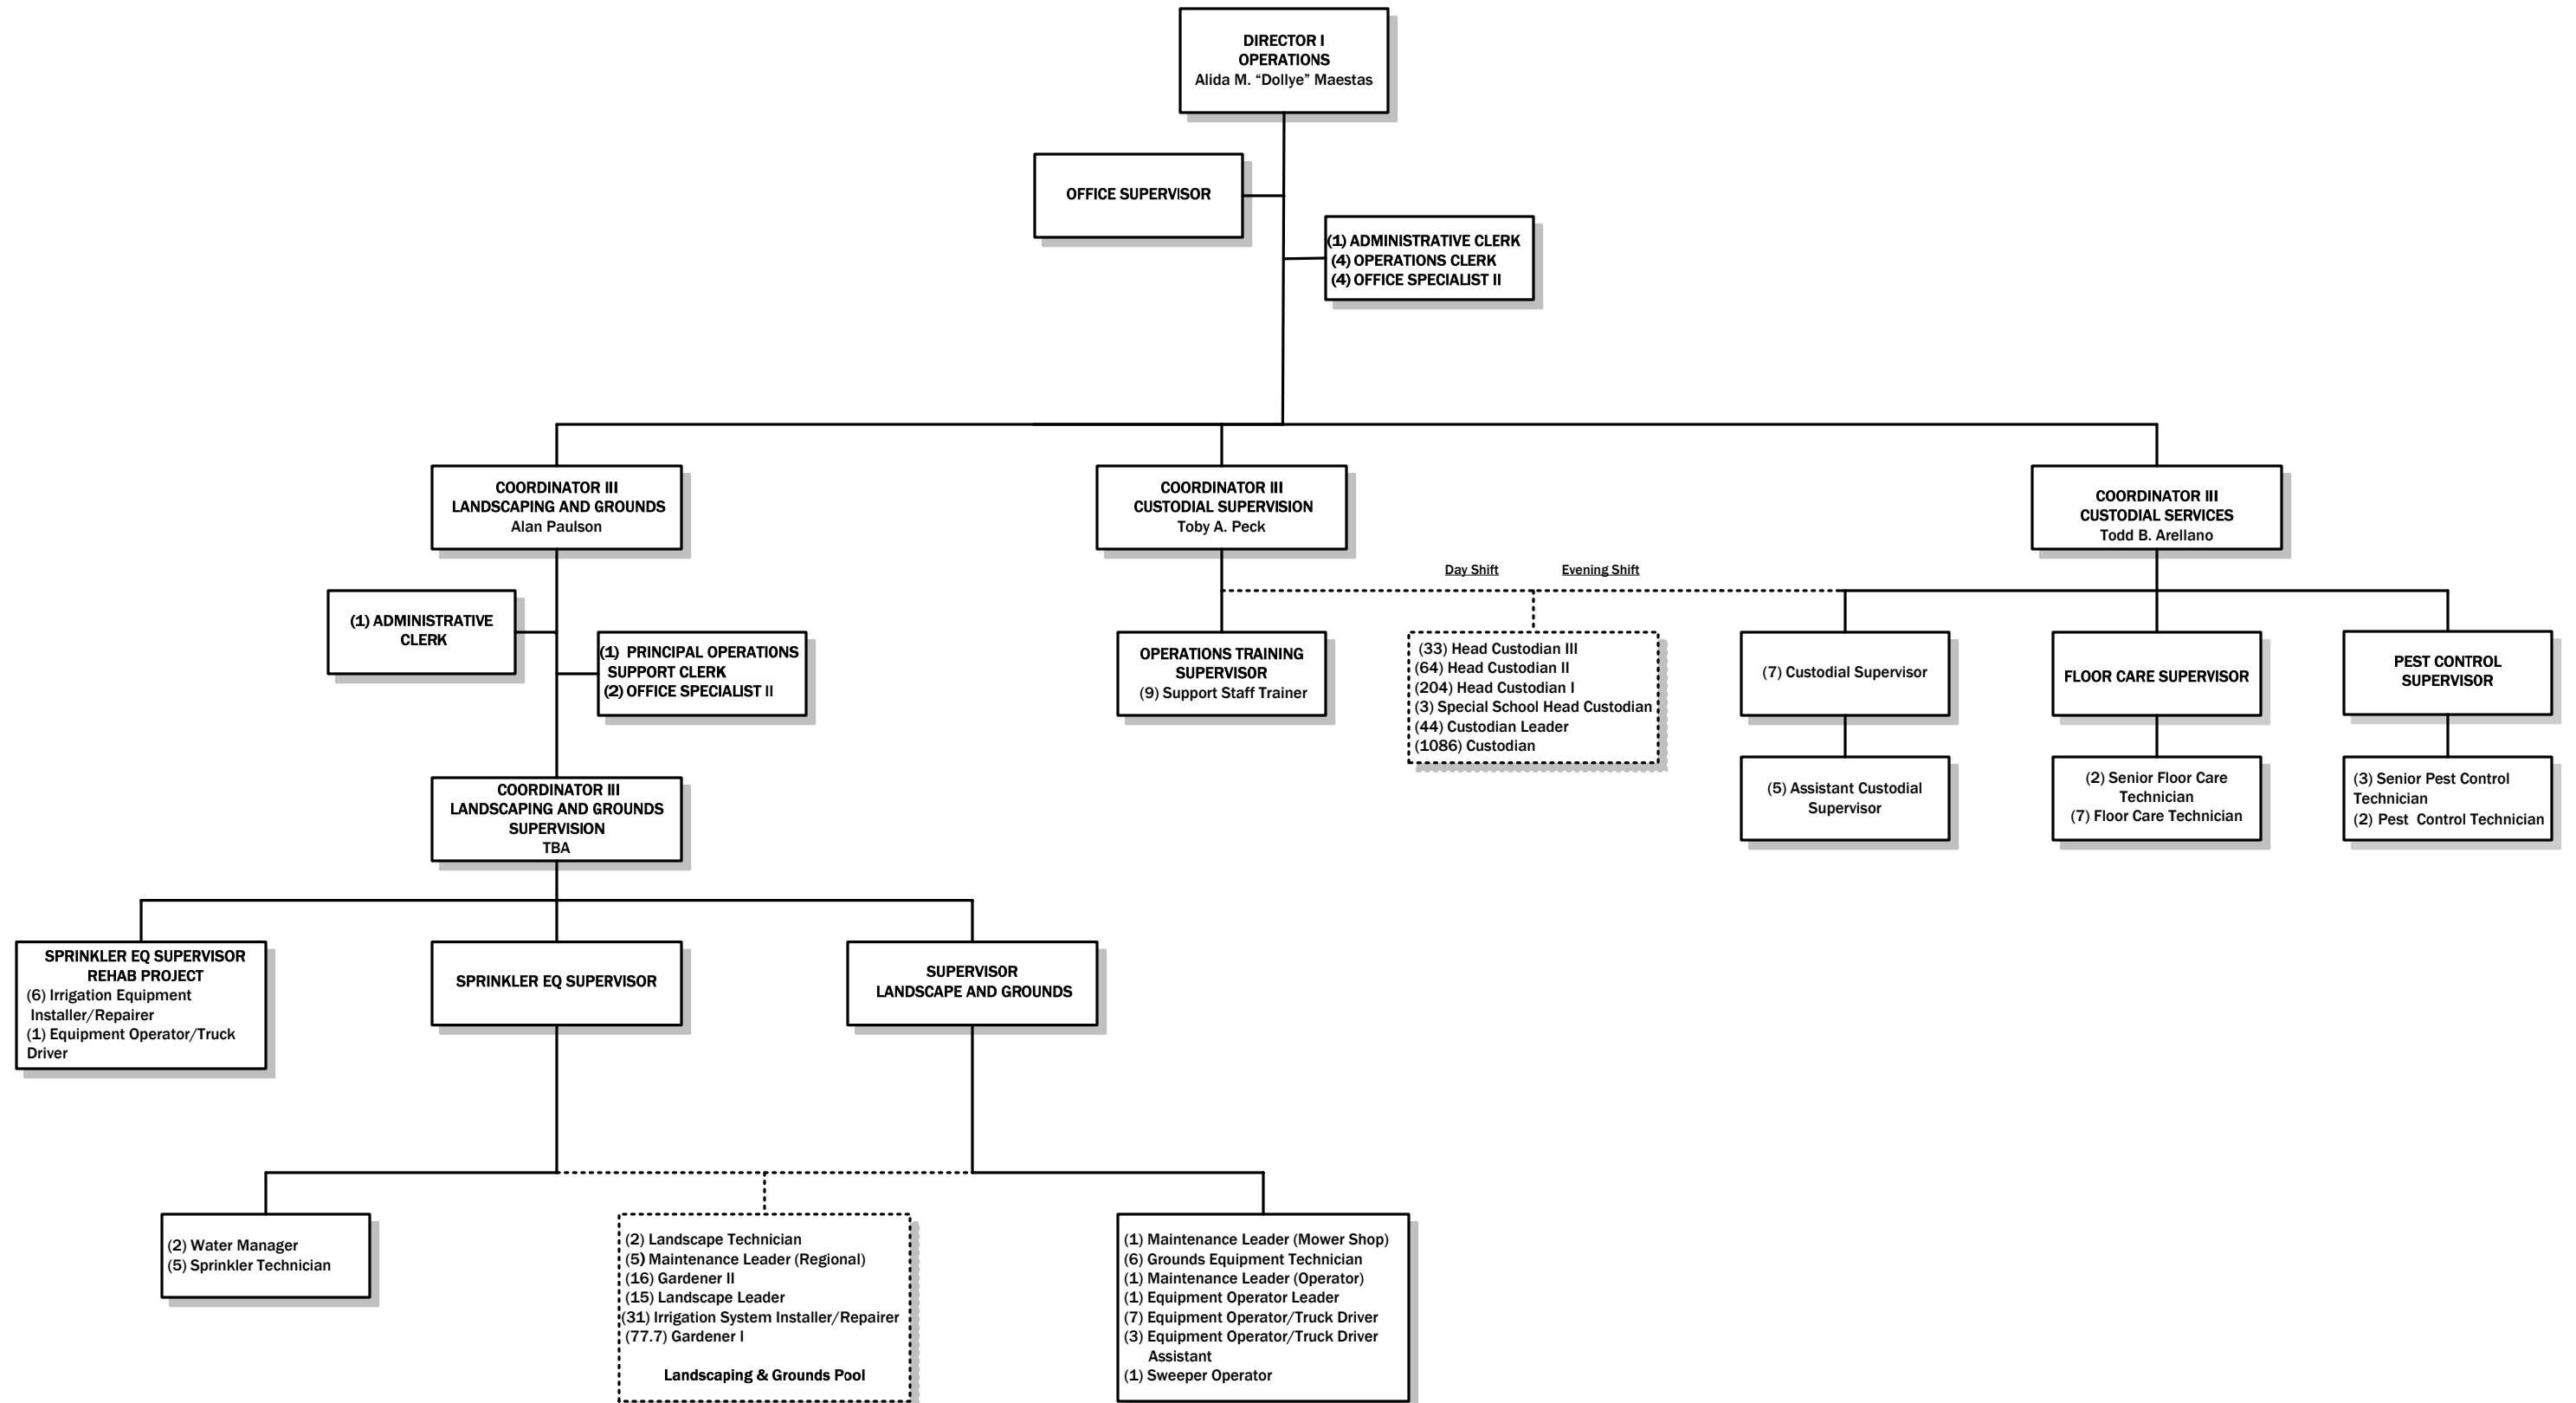 DIRECTOR I
OPERATIONS
Alida M. “Dollye” Maestas
OFFICE SUPERVISOR
(1) ADMINISTRATIVE CLERK
(4) OPERATIONS CLERK
(4) OFFICE SPECIALIST II
COORDINATOR III
LANDSCAPING AND GROUNDS
Alan Paulson
COORDINATOR III
CUSTODIAL SUPERVISION
Toby A. Peck
COORDINATOR III
CUSTODIAL SERVICES
Todd B. Arellano
Day Shift
Evening Shift
(1) ADMINISTRATIVE
CLERK
(1) PRINCIPAL OPERATIONS
SUPPORT CLERK
(2) OFFICE SPECIALIST II
OPERATIONS TRAINING
SUPERVISOR
(9) Support Staff Trainer
(33) Head Custodian III
(64) Head Custodian II
(204) Head Custodian I
(3) Special School Head Custodian
(44) Custodian Leader
(1086) Custodian
(7) Custodial Supervisor
FLOOR CARE SUPERVISOR
PEST CONTROL
SUPERVISOR
(5) Assistant Custodial
Supervisor
(2) Senior Floor Care
Technician
(7) Floor Care Technician
(3) Senior Pest Control
Technician
(2) Pest Control Technician
COORDINATOR III
LANDSCAPING AND GROUNDS
SUPERVISION
TBA
SPRINKLER EQ SUPERVISOR
REHAB PROJECT
(6) Irrigation Equipment
Installer/Repairer
(1) Equipment Operator/Truck
Driver
SPRINKLER EQ SUPERVISOR
SUPERVISOR
LANDSCAPE AND GROUNDS
(2) Water Manager
(5) Sprinkler Technician
(2) Landscape Technician
(5) Maintenance Leader (Regional)
(16) Gardener II
(15) Landscape Leader
(31) Irrigation System Installer/Repairer
(77.7) Gardener I
Landscaping & Grounds Pool
(1) Maintenance Leader (Mower Shop)
(6) Grounds Equipment Technician
(1) Maintenance Leader (Operator)
(1) Equipment Operator Leader
(7) Equipment Operator/Truck Driver
(3) Equipment Operator/Truck Driver
Assistant
(1) Sweeper Operator